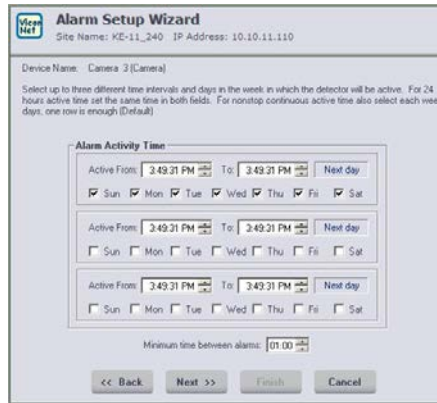 Vicon
Net
Alarm Setup Wizard
Site Name: KE-11_240 IP Address: 10.10.11.110
Device Name: Camera 3 (Camera)
Select up to three different time intervals and days in the week in which the detector will be active. For 24
hours active time set the same time in both fields. For nonstop continuous active time also select each wee
days, one row is enough (Default)
Alarm Activity Time
Active From: 3:49:31 PM To: 3:49:31 PM Next day
Sun Mon Tue Wed Thu Fri Sat
Active From: 3:49:31 PM To: 3:49:31 PM Next day
Sun Mon Tue Wed Thu Fri Sat
Active From: 3:49:31 PM To: 3:49:31 PM Next day
Sun Mon Tue Wed Thu Fri Sat
Minimum time between alarms: 01:00
<< Back Next >> Finish Cancel